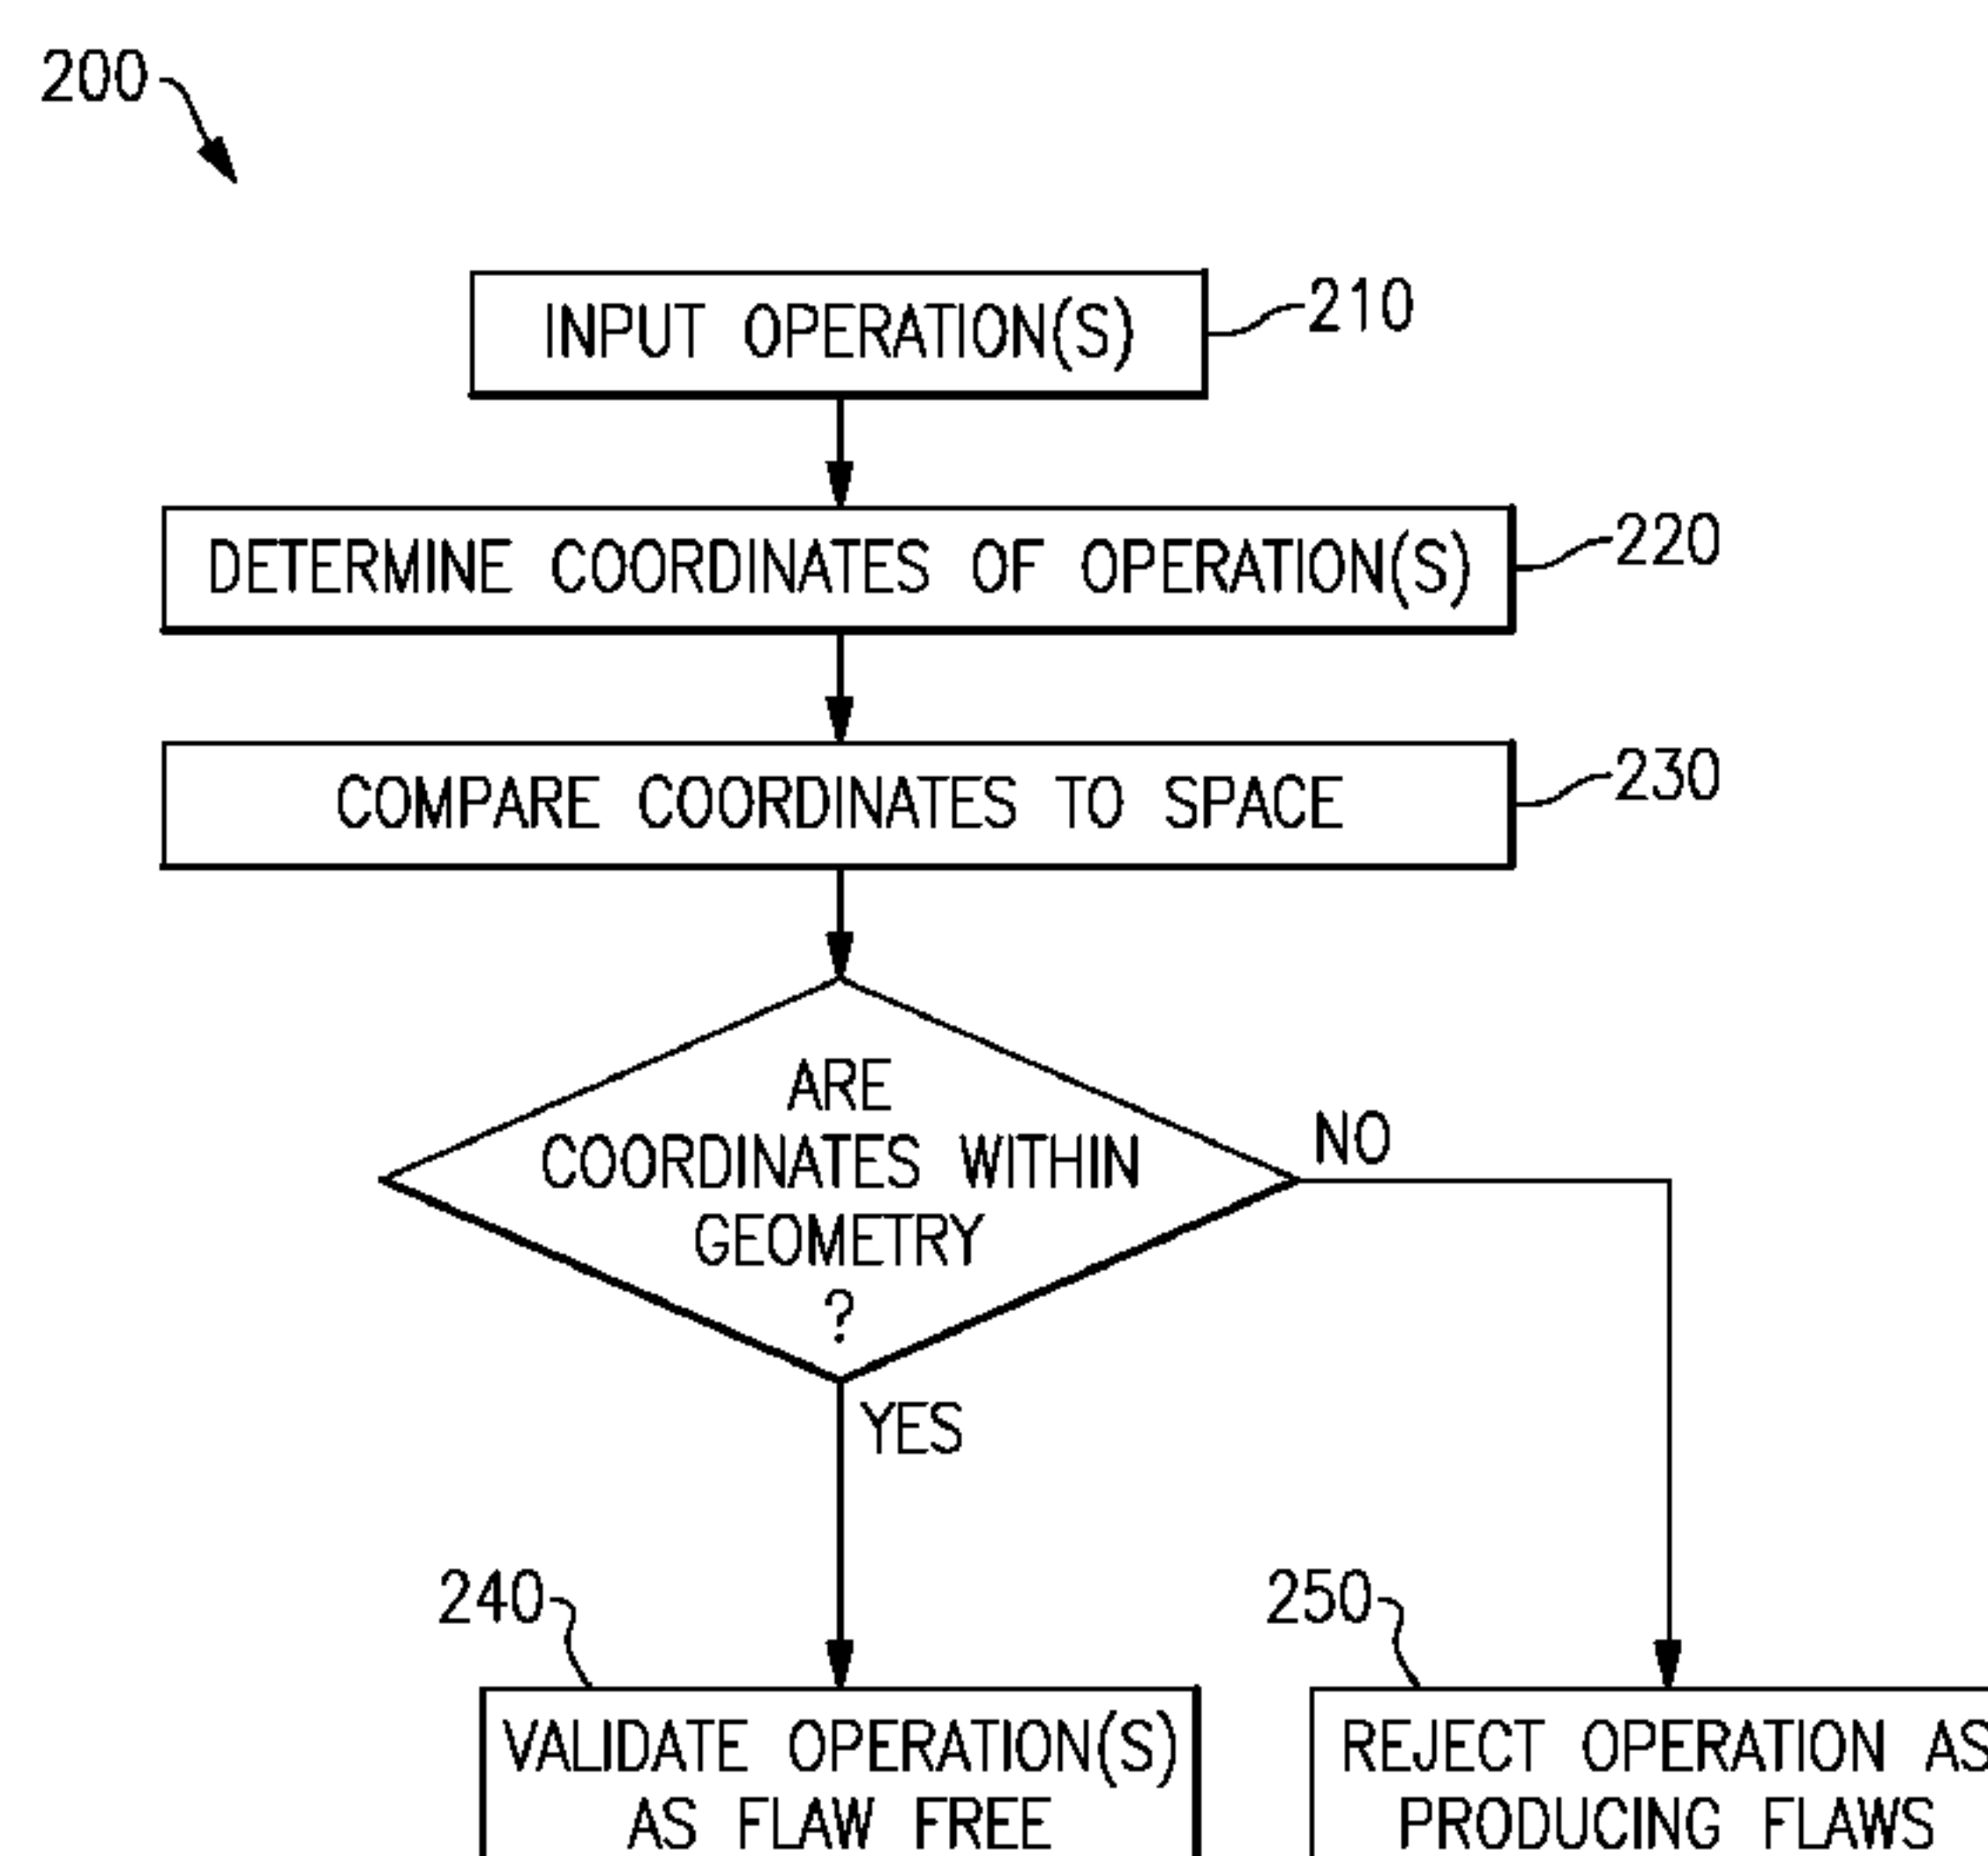 200
INPUT OPERATION(S)
210
DETERMINE COORDINATES OF OPERATION(S)
220
COMPARE COORDINATES TO SPACE
230
ARE
COORDINATES WITHIN
GEOMETRY
?
NO
YES
240
VALIDATE OPERATION(S)
AS FLAW FREE
250
REJECT OPERATION AS
PRODUCING FLAWS